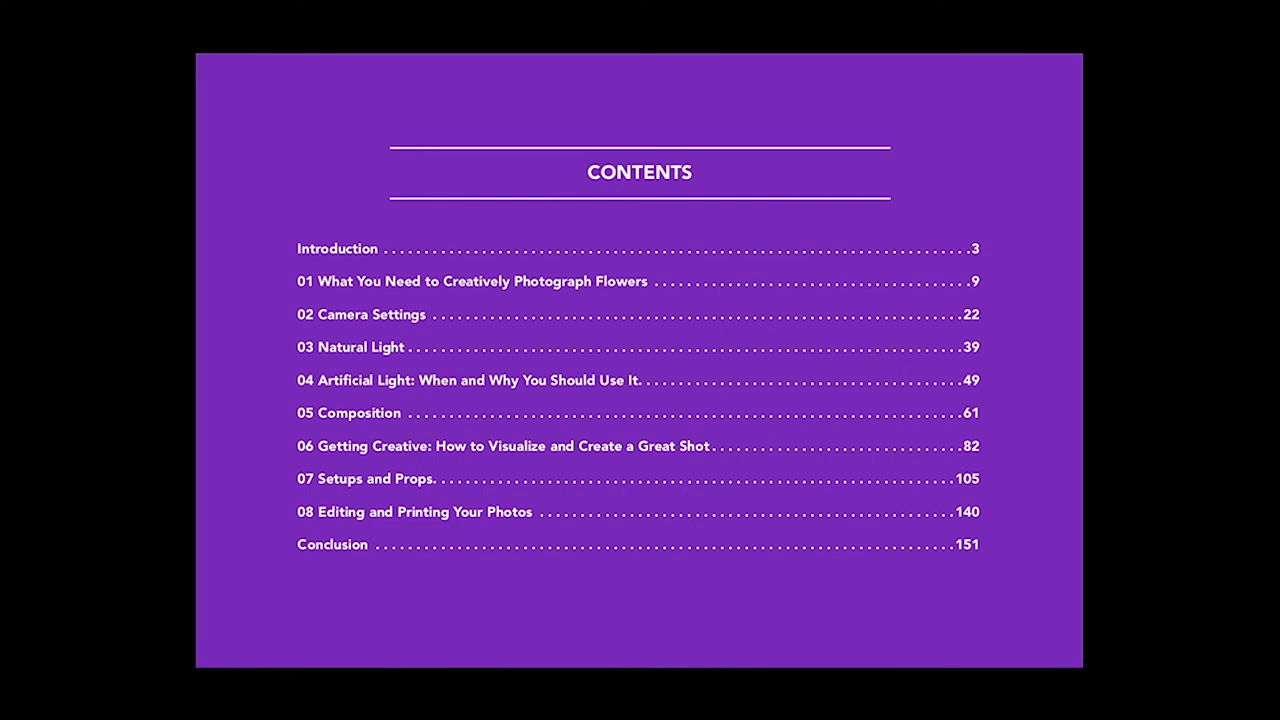 CONTENTS
Introduction . . . . . . . . . . . . . . . . . . . . . . . . . . . . . . . . . . . . . . . . . . . . . . . . . . . . . . . . . . . . . . . . . . . . . . . .3
01 What You Need to Creatively Photograph Flowers . . . . . . . . . . . . . . . . . . . . . . . . . . . . . . . . . . . . . . .9
02 Camera Settings . . . . . . . . . . . . . . . . . . . . . . . . . . . . . . . . . . . . . . . . . . . . . . . . . . . . . . . . . . . . . . . . .22
03 Natural Light . . . . . . . . . . . . . . . . . . . . . . . . . . . . . . . . . . . . . . . . . . . . . . . . . . . . . . . . . . . . . . . . . . . .39
04 Artificial Light: When and Why You Should Use It. . . . . . . . . . . . . . . . . . . . . . . . . . . . . . . . . . . . . . . .49
05 Composition . . . . . . . . . . . . . . . . . . . . . . . . . . . . . . . . . . . . . . . . . . . . . . . . . . . . . . . . . . . . . . . . . . . .61
06 Getting Creative: How to Visualize and Create a Great Shot . . . . . . . . . . . . . . . . . . . . . . . . . . . . . . .82
07 Setups and Props. . . . . . . . . . . . . . . . . . . . . . . . . . . . . . . . . . . . . . . . . . . . . . . . . . . . . . . . . . . . . . . .105
08 Editing and Printing Your Photos . . . . . . . . . . . . . . . . . . . . . . . . . . . . . . . . . . . . . . . . . . . . . . . . . . .140
Conclusion . . . . . . . . . . . . . . . . . . . . . . . . . . . . . . . . . . . . . . . . . . . . . . . . . . . . . . . . . . . . . . . . . . . . . . .151